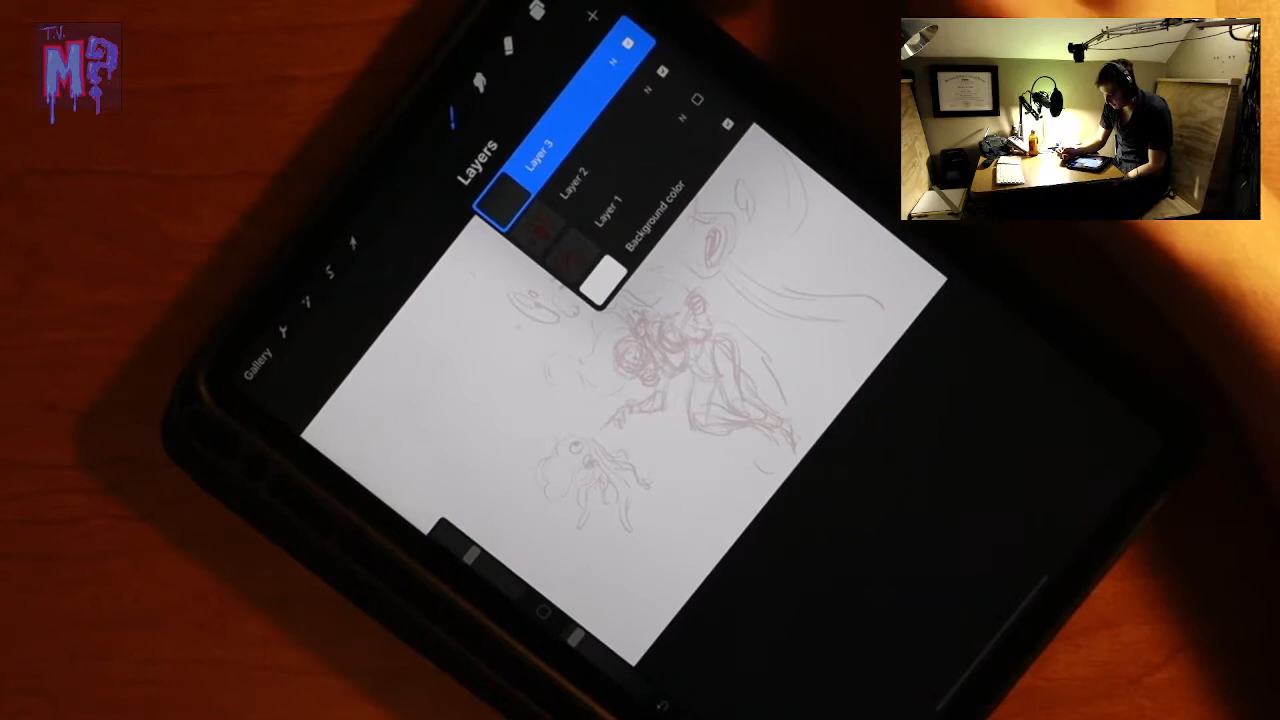 T.V.
M?
Gallery
Layers
Layer 3
N
Layer 2
N
Layer 1
N
Background color